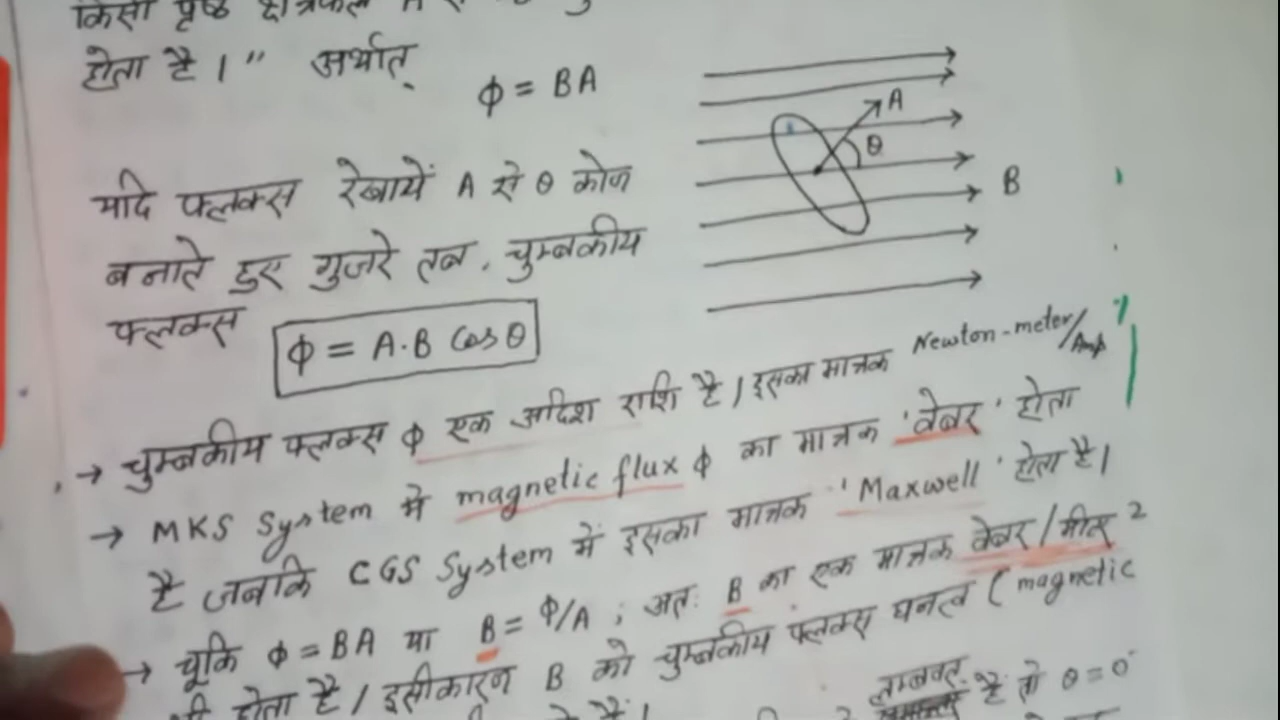 किसी पृष्ठ क्षेत्रफल A से
होता है।" अर्थात्
ϕ = BA
A
θ
B
यदि फ्लक्स रेखायें A से θ कोण
बनाते हुए गुजरे तब, चुम्बकीय
फ्लक्स
ϕ = A·B Cos θ
→ चुम्बकीय फ्लक्स ϕ एक अदिश राशि है। इसका मात्रक Newton-meter/Amp
→ MKS System में magnetic flux ϕ का मात्रक 'वेबर' होता
है जबकि CGS System में इसका मात्रक 'Maxwell' होता है।
→ चूकि ϕ = BA या B = ϕ/A ; अतः B का एक मात्रक वेबर/मीटर²
भी होता है। इसीकारण B को चुम्बकीय फ्लक्स घनत्व (magnetic
लम्बवत् है तो θ = 0°